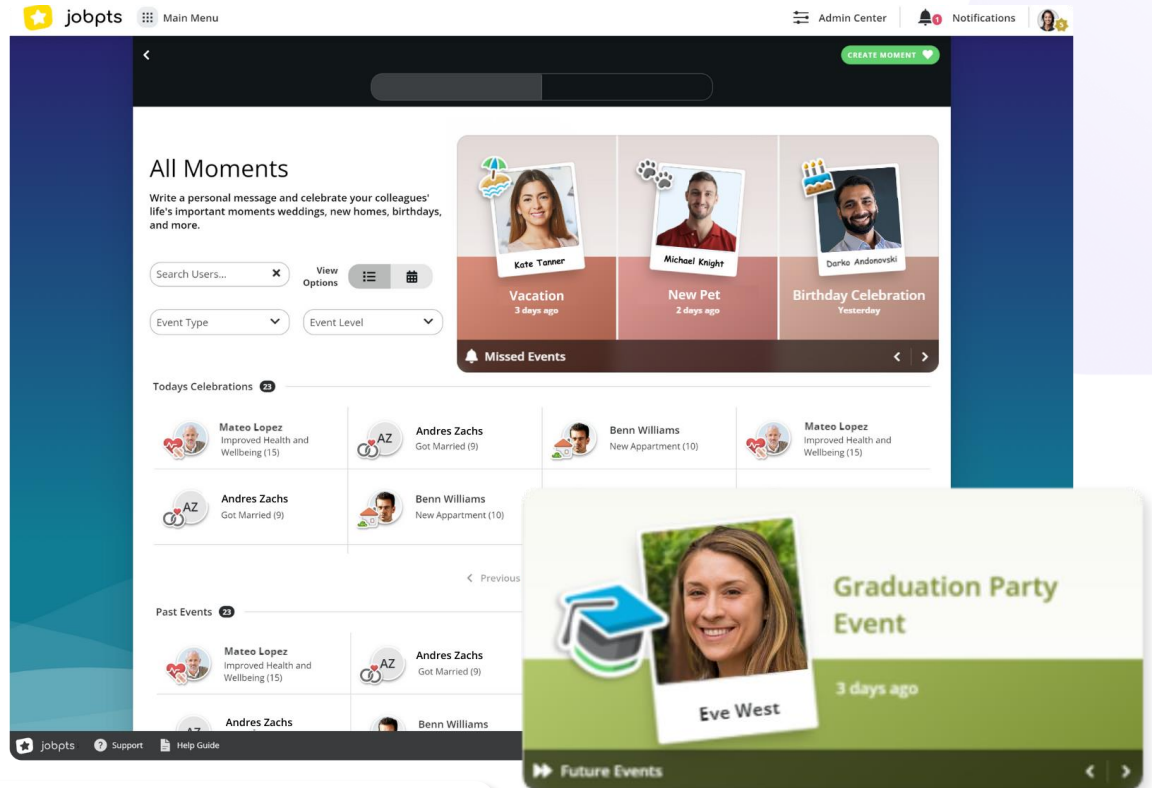 jobpts
Main Menu
Admin Center
1
Notifications
CREATE MOMENT
All Moments
Write a personal message and celebrate your colleagues'
life's important moments weddings, new homes, birthdays,
and more.
Search Users...
View
Options
Event Type
Event Level
Kate Tanner
Vacation
3 days ago
Michael Knight
New Pet
2 days ago
Darko Andonovski
Birthday Celebration
Yesterday
Missed Events
Todays Celebrations 23
Mateo Lopez
Improved Health and
Wellbeing (15)
AZ
Andres Zachs
Got Married (9)
Benn Williams
New Appartment (10)
Mateo Lopez
Improved Health and
Wellbeing (15)
AZ
Andres Zachs
Got Married (9)
Benn Williams
New Appartment (10)
Previous
Past Events 23
Mateo Lopez
Improved Health and
Wellbeing (15)
AZ
Andres Zachs
Got Married (9)
Andres Zachs
Benn Williams
jobpts
Support
Help Guide
Eve West
Graduation Party
Event
3 days ago
Future Events